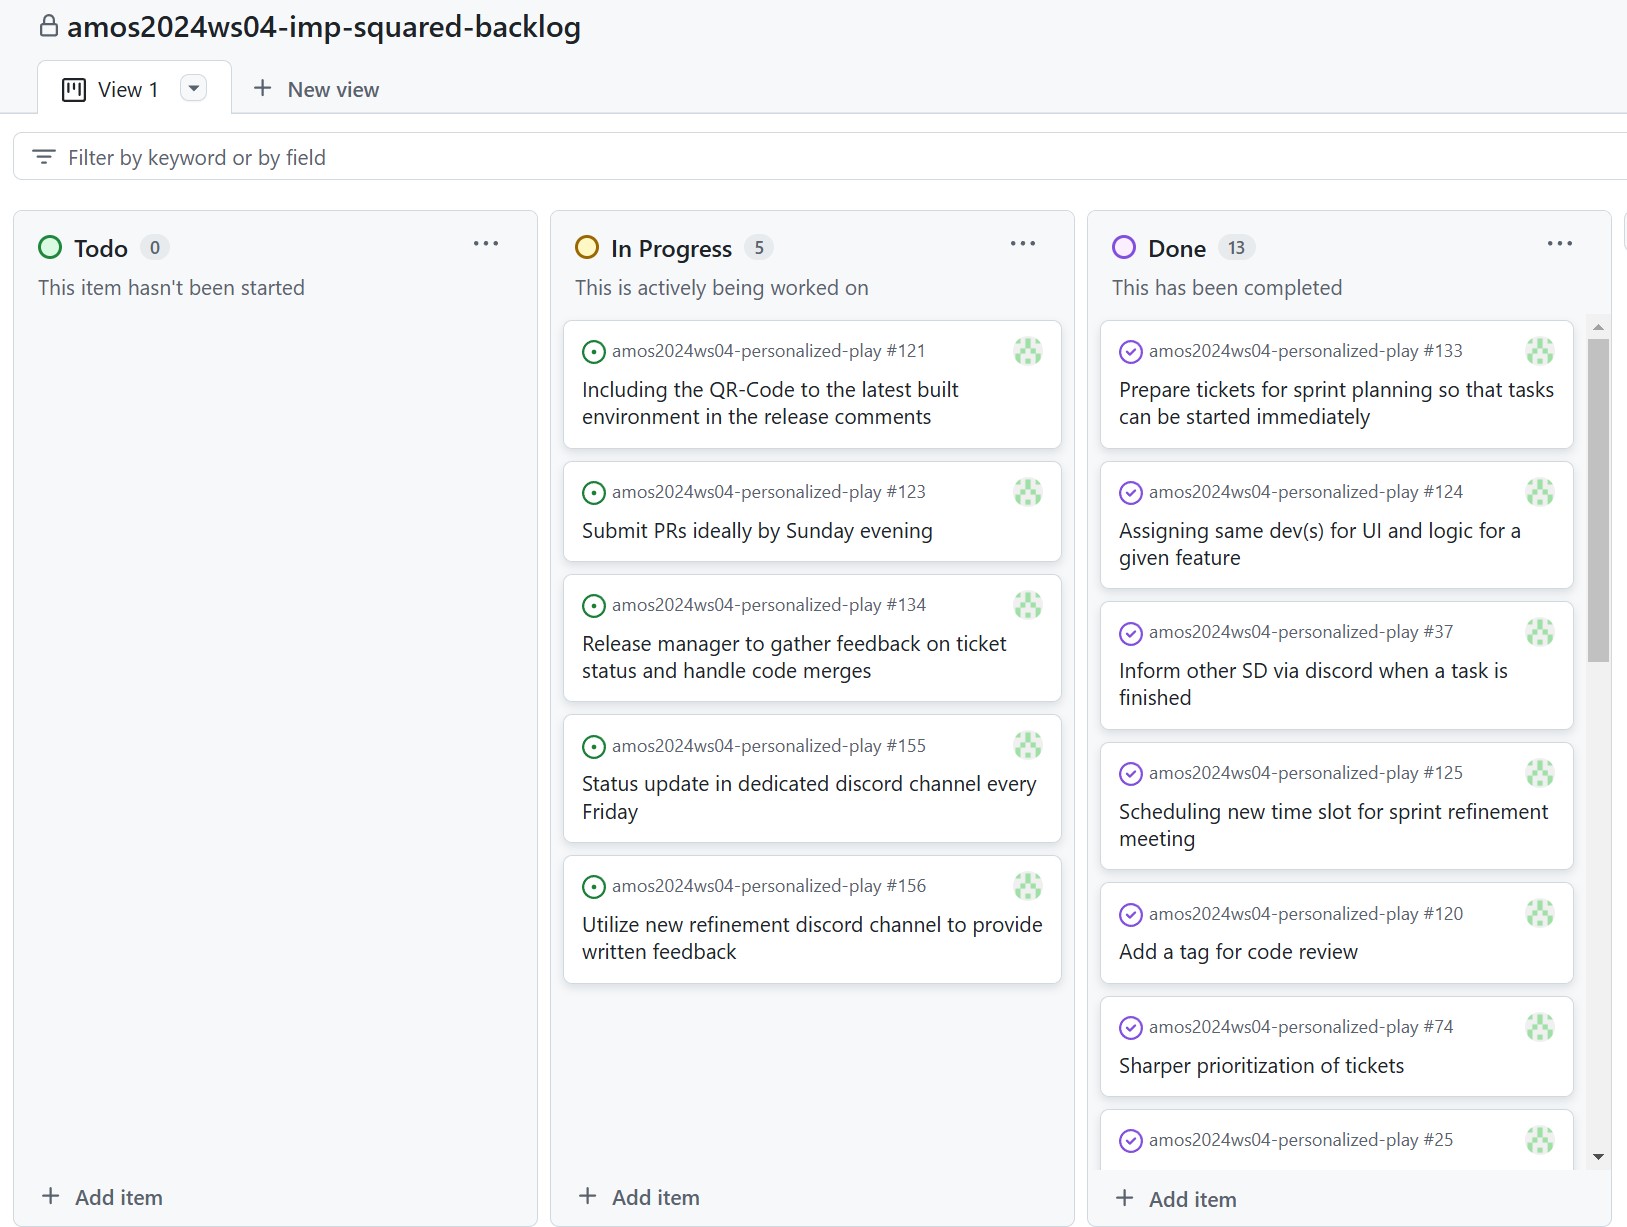 amos2024ws04-imp-squared-backlog
View 1
New view
Filter by keyword or by field
Todo 0
This item hasn't been started
Add item
In Progress 5
This is actively being worked on
amos2024ws04-personalized-play #121
Including the QR-Code to the latest built
environment in the release comments
amos2024ws04-personalized-play #123
Submit PRs ideally by Sunday evening
amos2024ws04-personalized-play #134
Release manager to gather feedback on ticket
status and handle code merges
amos2024ws04-personalized-play #155
Status update in dedicated discord channel every
Friday
amos2024ws04-personalized-play #156
Utilize new refinement discord channel to provide
written feedback
Add item
Done 13
This has been completed
amos2024ws04-personalized-play #133
Prepare tickets for sprint planning so that tasks
can be started immediately
amos2024ws04-personalized-play #124
Assigning same dev(s) for UI and logic for a
given feature
amos2024ws04-personalized-play #37
Inform other SD via discord when a task is
finished
amos2024ws04-personalized-play #125
Scheduling new time slot for sprint refinement
meeting
amos2024ws04-personalized-play #120
Add a tag for code review
amos2024ws04-personalized-play #74
Sharper prioritization of tickets
amos2024ws04-personalized-play #25
Add item